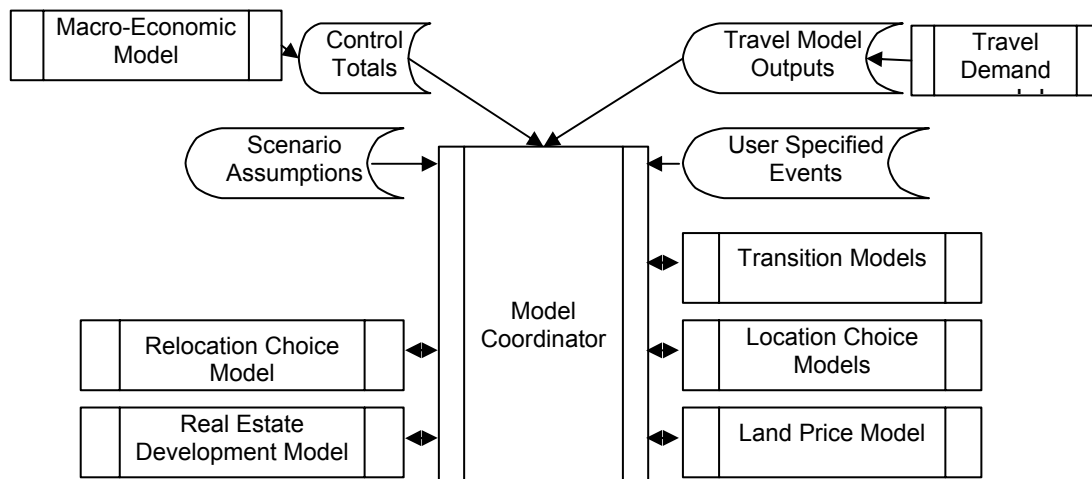 Macro-Economic
Model
Control
Totals
Travel Model
Outputs
Travel
Demand
Scenario
Assumptions
User Specified
Events
Transition Models
Model
Coordinator
Relocation Choice
Model
Location Choice
Models
Real Estate
Development Model
Land Price Model